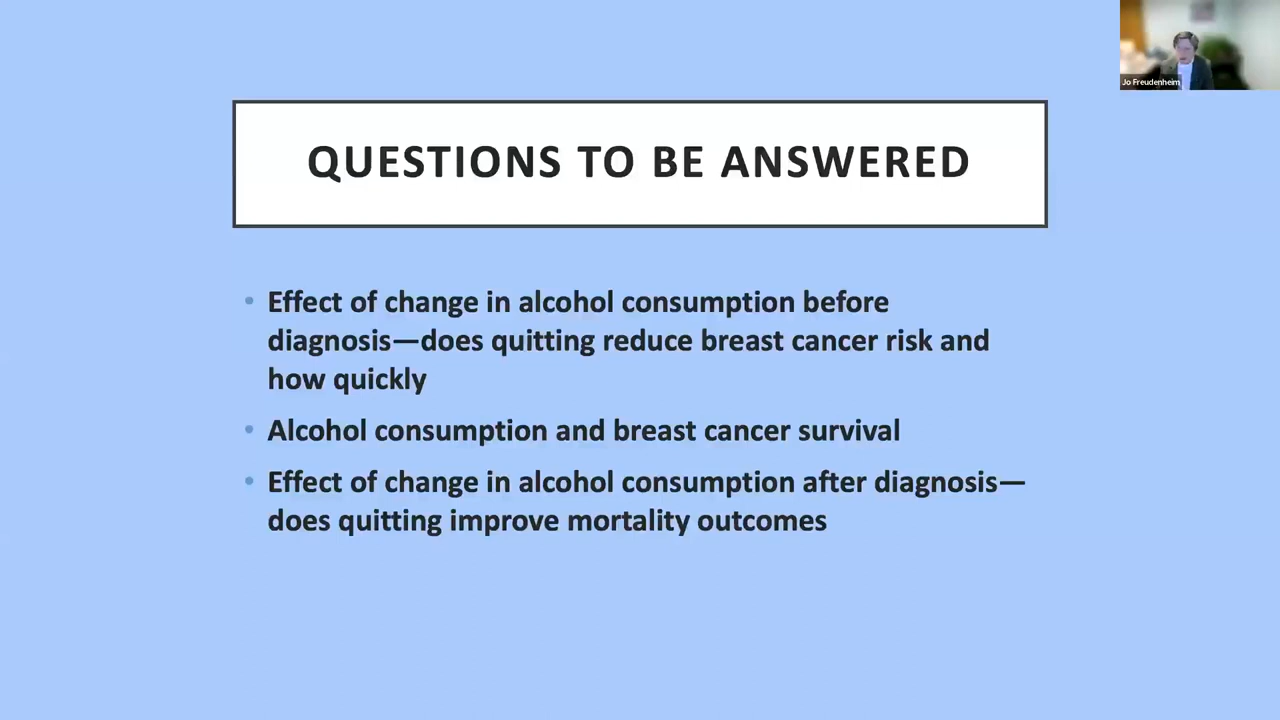 Jo Freudenheim
QUESTIONS TO BE ANSWERED
• Effect of change in alcohol consumption before
diagnosis—does quitting reduce breast cancer risk and
how quickly
• Alcohol consumption and breast cancer survival
• Effect of change in alcohol consumption after diagnosis—
does quitting improve mortality outcomes